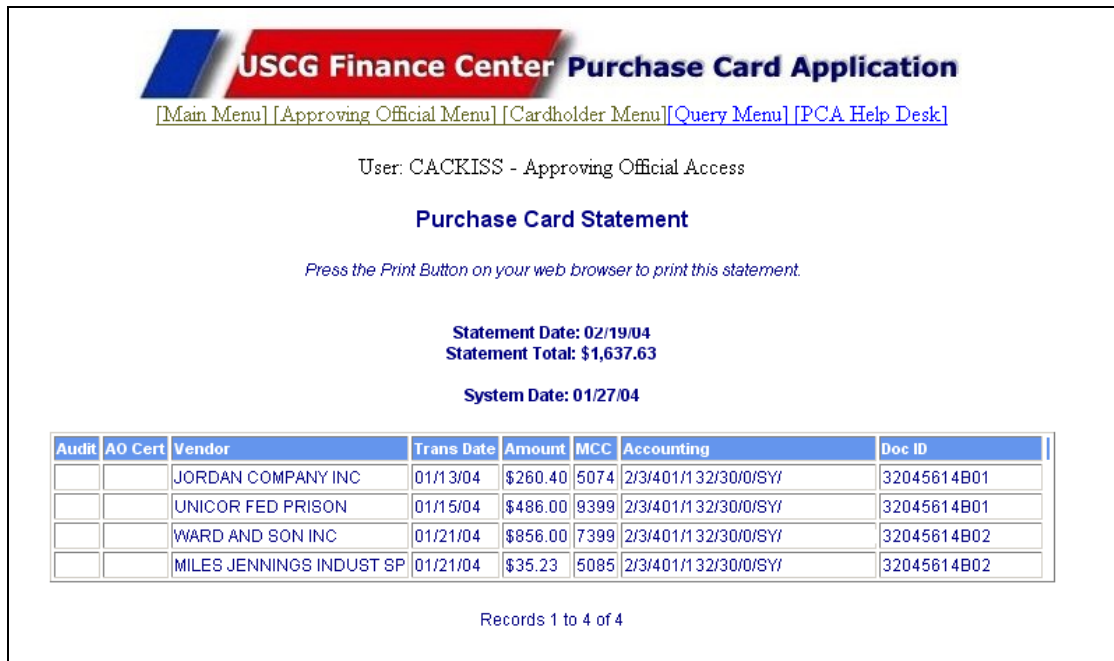 USCG Finance Center Purchase Card Application
[Main Menu] [Approving Official Menu] [Cardholder Menu][Query Menu] [PCA Help Desk]
User: CACKISS - Approving Official Access
Purchase Card Statement
Press the Print Button on your web browser to print this statement.
Statement Date: 02/19/04
Statement Total: $1,637.63
System Date: 01/27/04
Audit AO Cert Vendor Trans Date Amount MCC Accounting Doc ID
JORDAN COMPANY INC 01/13/04 $260.40 5074 2/3/401/132/30/0/SY/ 32045614B01
UNICOR FED PRISON 01/15/04 $486.00 9399 2/3/401/132/30/0/SY/ 32045614B01
WARD AND SON INC 01/21/04 $856.00 7399 2/3/401/132/30/0/SY/ 32045614B02
MILES JENNINGS INDUST SP 01/21/04 $35.23 5085 2/3/401/132/30/0/SY/ 32045614B02
Records 1 to 4 of 4